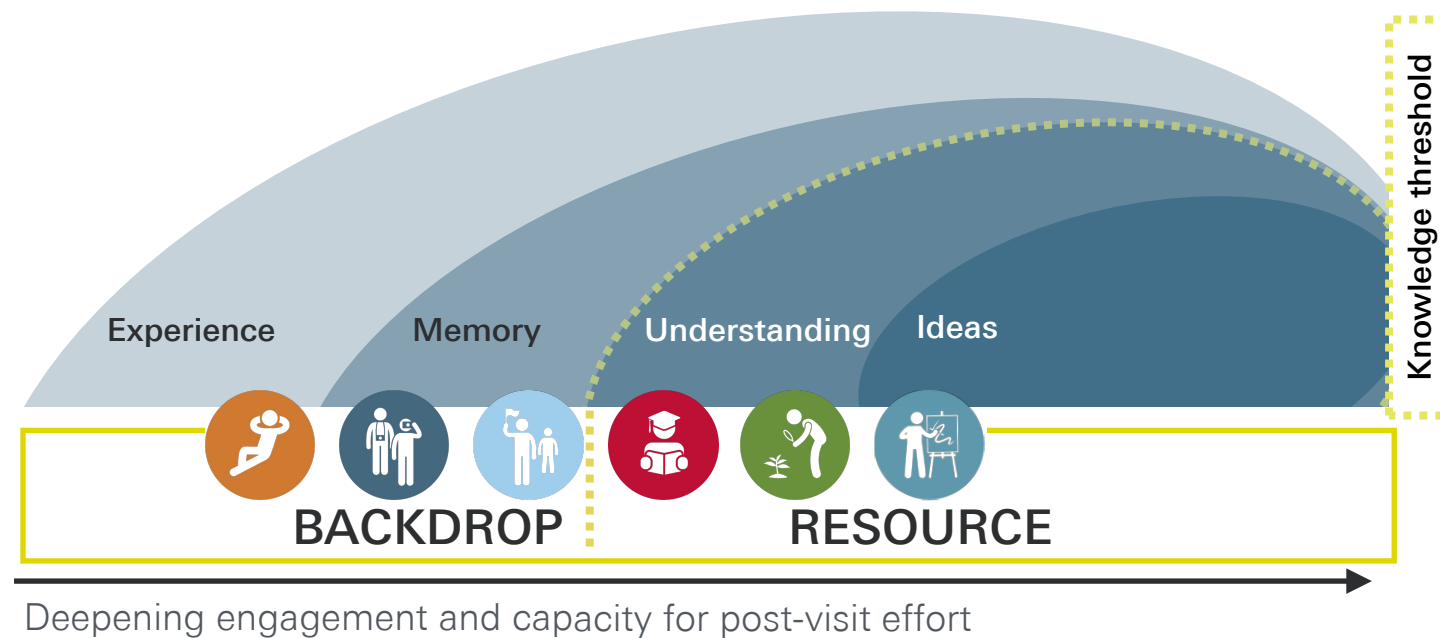 Knowledge threshold
Experience
Memory
Understanding
Ideas
BACKDROP
RESOURCE
Deepening engagement and capacity for post-visit effort